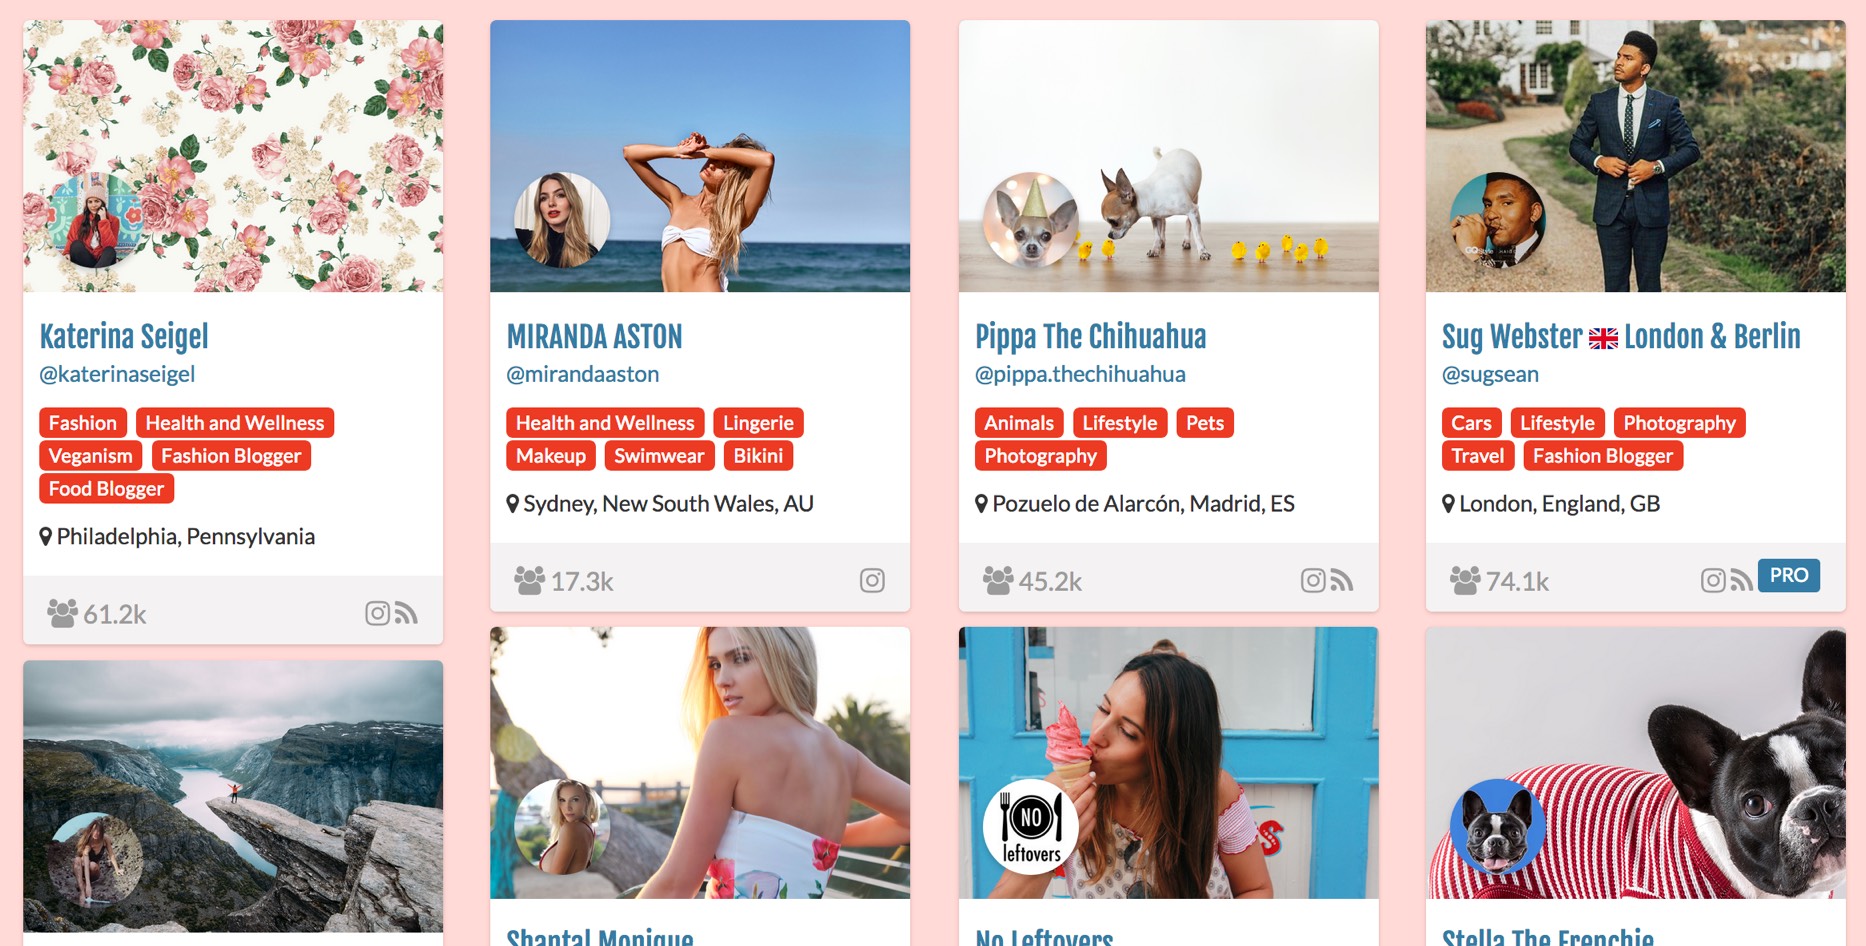 Katerina Seigel
@katerinaseigel
Fashion Health and Wellness
Veganism Fashion Blogger
Food Blogger
Philadelphia, Pennsylvania
61.2k
MIRANDA ASTON
@mirandaaston
Health and Wellness Lingerie
Makeup Swimwear Bikini
Sydney, New South Wales, AU
17.3k
Pippa The Chihuahua
@pippa.thechihuahua
Animals Lifestyle Pets
Photography
Pozuelo de Alarcón, Madrid, ES
45.2k
Sug Webster 🇬🇧 London & Berlin
@sugsean
Cars Lifestyle Photography
Travel Fashion Blogger
London, England, GB
74.1k PRO
Shantal Monique
NO
leftovers
No Leftovers
Stella The Frenchie